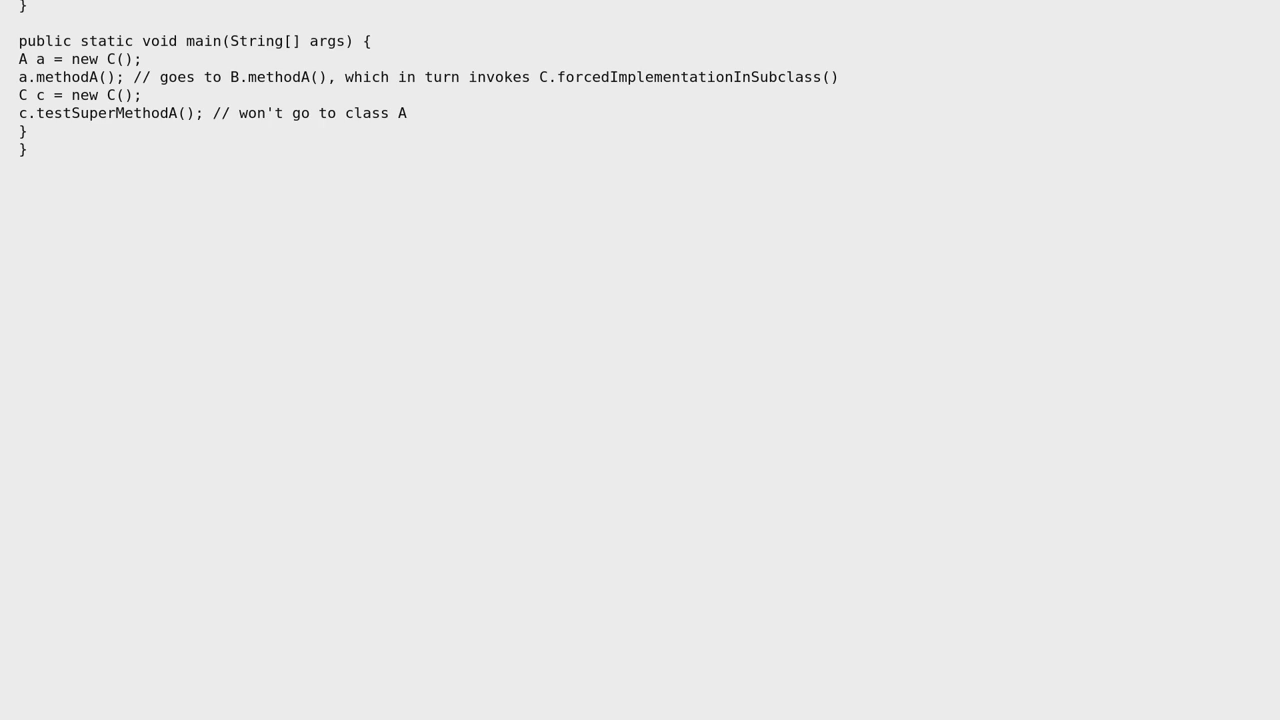 }

public static void main(String[] args) {
A a = new C();
a.methodA(); // goes to B.methodA(), which in turn invokes C.forcedImplementationInSubclass()
C c = new C();
c.testSuperMethodA(); // won't go to class A
}
}